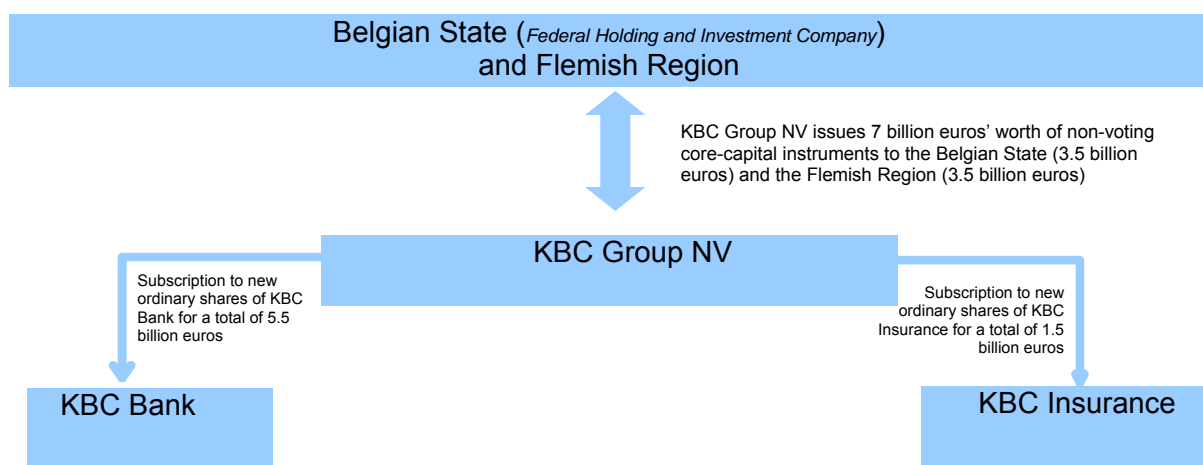 Belgian State (Federal Holding and Investment Company)
and Flemish Region
KBC Group NV issues 7 billion euros' worth of non-voting
core-capital instruments to the Belgian State (3.5 billion
euros) and the Flemish Region (3.5 billion euros)
KBC Group NV
Subscription to new
ordinary shares of KBC
Bank for a total of 5.5
billion euros
Subscription to new
ordinary shares of KBC
Insurance for a total of 1.5
billion euros
KBC Bank
KBC Insurance